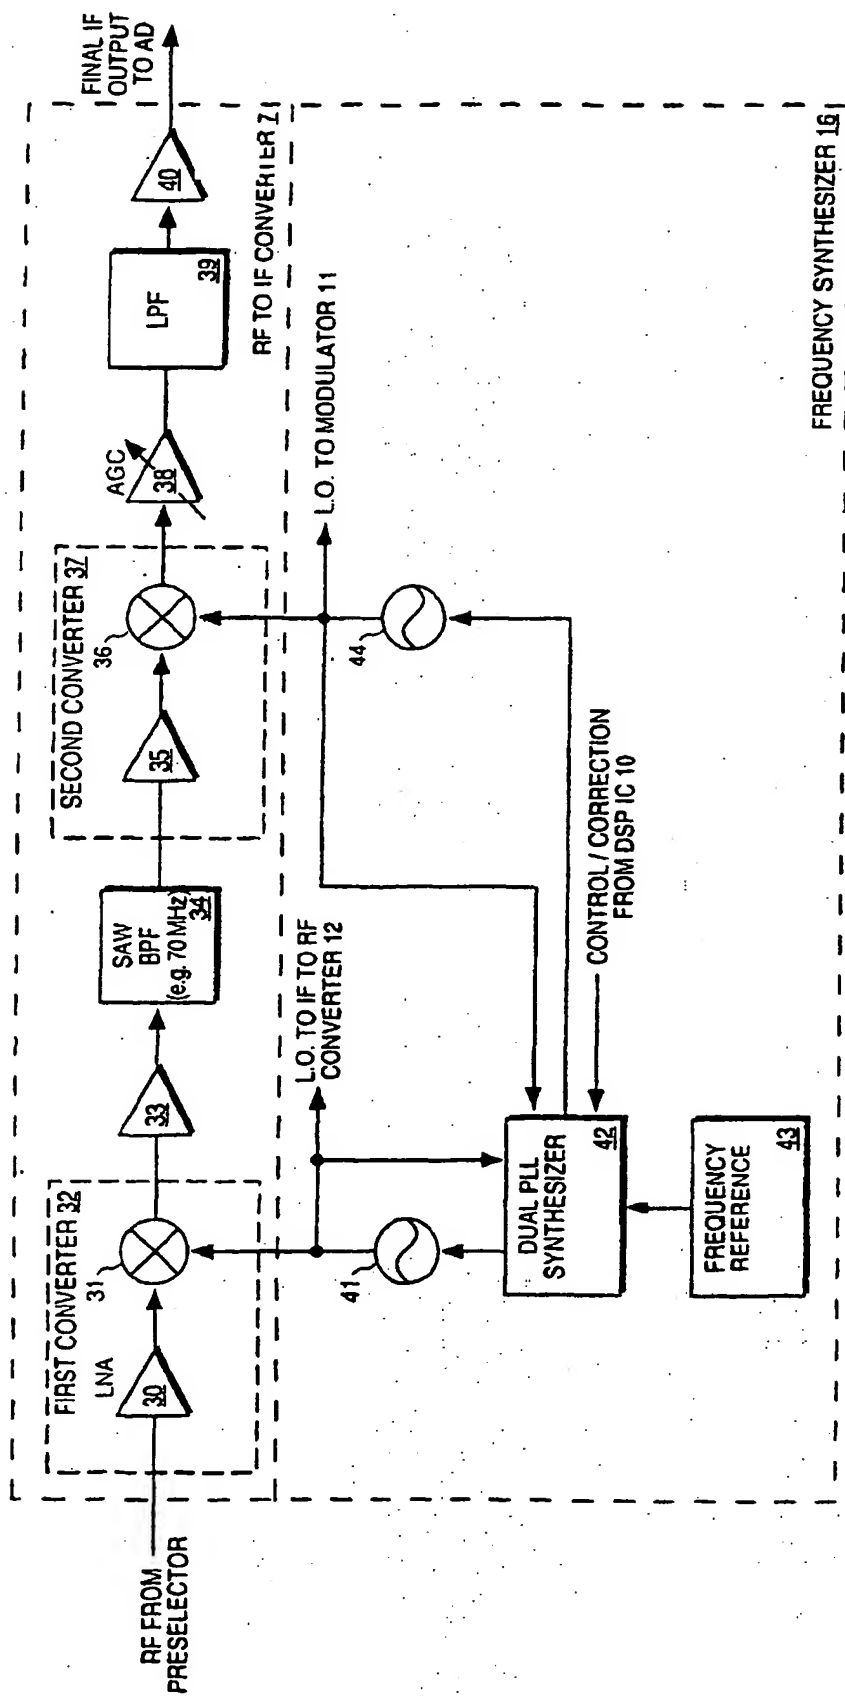 RF FROM
PRESELECTOR
FIRST CONVERTER 32
LNA
30
31
33
SAW
BPF
(e.g. 70 MHz)
34
SECOND CONVERTER 37
35
36
AGC
38
LPF
39
40
FINAL IF
OUTPUT
TO AD
RF TO IF CONVERTER 7
L.O. TO IF TO RF
CONVERTER 12
L.O. TO MODULATOR 11
41
44
DUAL PLL
SYNTHESIZER
42
CONTROL / CORRECTION
FROM DSP IC 10
FREQUENCY
REFERENCE
43
FREQUENCY SYNTHESIZER 16